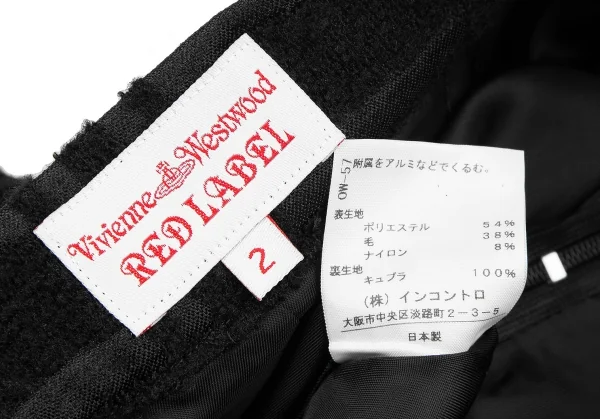 Vivienne Westwood
RED LABEL
2
OW-57
附属をアルミなどでくるむ。
表生地
ポリエステル 54%
毛 38%
ナイロン 8%
裏生地
キュプラ 100%
(株) インコントロ
大阪市中央区淡路町2-3-5
日本製